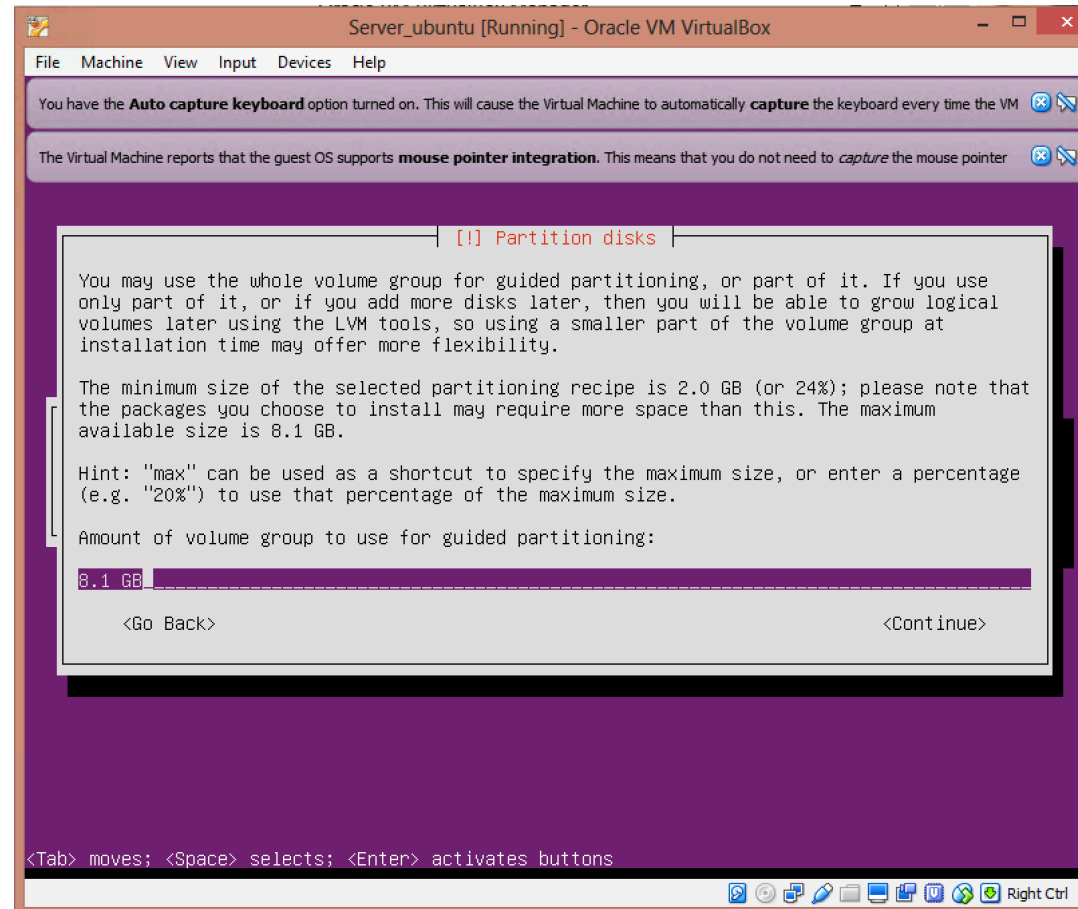 Server_ubuntu [Running] - Oracle VM VirtualBox
File Machine View Input Devices Help
You have the Auto capture keyboard option turned on. This will cause the Virtual Machine to automatically capture the keyboard every time the VM
The Virtual Machine reports that the guest OS supports mouse pointer integration. This means that you do not need to capture the mouse pointer
[!] Partition disks
You may use the whole volume group for guided partitioning, or part of it. If you use
only part of it, or if you add more disks later, then you will be able to grow logical
volumes later using the LVM tools, so using a smaller part of the volume group at
installation time may offer more flexibility.
The minimum size of the selected partitioning recipe is 2.0 GB (or 24%); please note that
the packages you choose to install may require more space than this. The maximum
available size is 8.1 GB.
Hint: "max" can be used as a shortcut to specify the maximum size, or enter a percentage
(e.g. "20%") to use that percentage of the maximum size.
Amount of volume group to use for guided partitioning:
8.1 GB
<Go Back> <Continue>
<Tab> moves; <Space> selects; <Enter> activates buttons
Right Ctrl